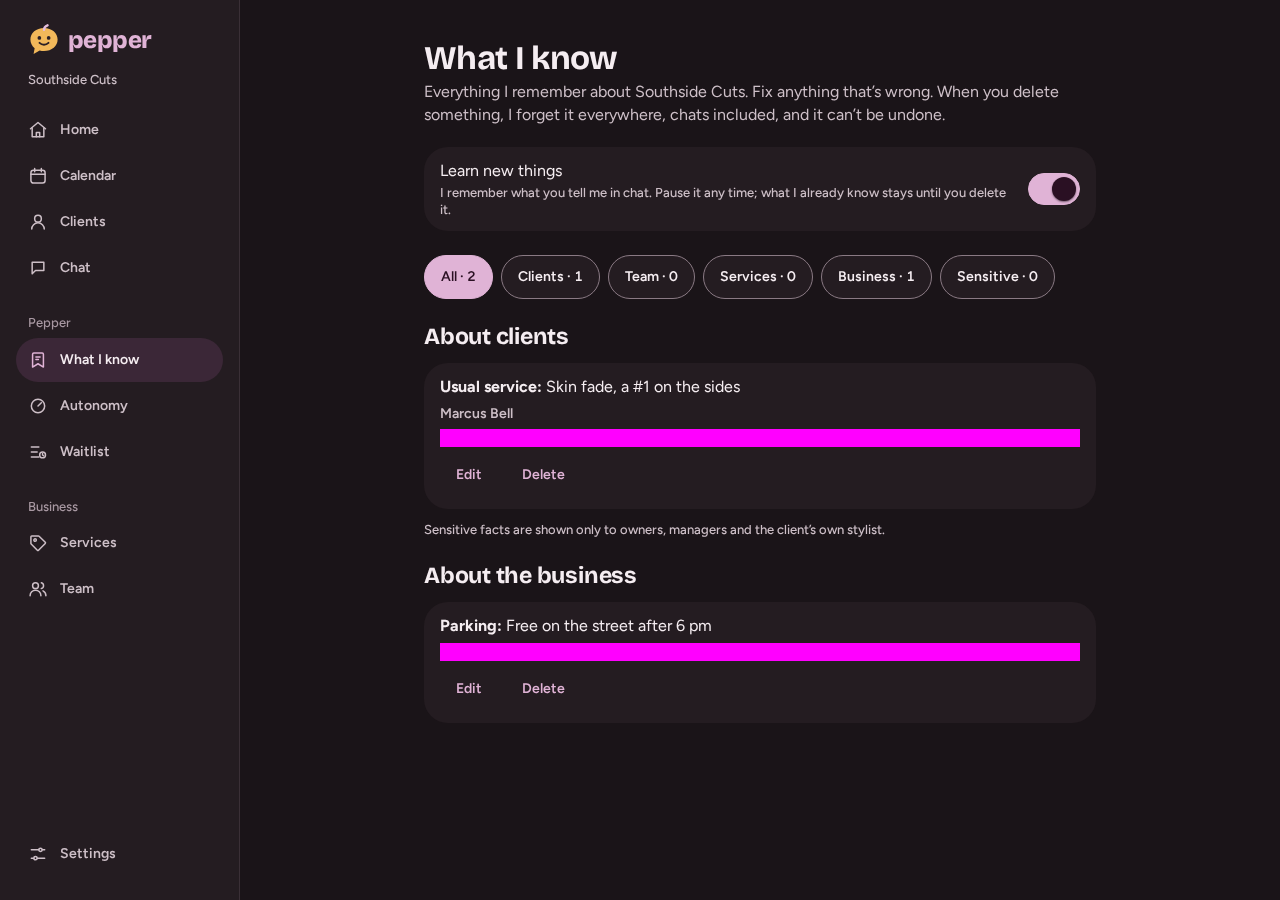 pepper
Southside Cuts
Home
Calendar
Clients
Chat
Pepper
What I know
Autonomy
Waitlist
Business
Services
Team
Settings
What I know
Everything I remember about Southside Cuts. Fix anything that’s wrong. When you delete
something, I forget it everywhere, chats included, and it can’t be undone.
Learn new things
I remember what you tell me in chat. Pause it any time; what I already know stays until you delete
it.
All · 2
Clients · 1
Team · 0
Services · 0
Business · 1
Sensitive · 0
About clients
Usual service: Skin fade, a #1 on the sides
Marcus Bell
Edit
Delete
Sensitive facts are shown only to owners, managers and the client’s own stylist.
About the business
Parking: Free on the street after 6 pm
Edit
Delete